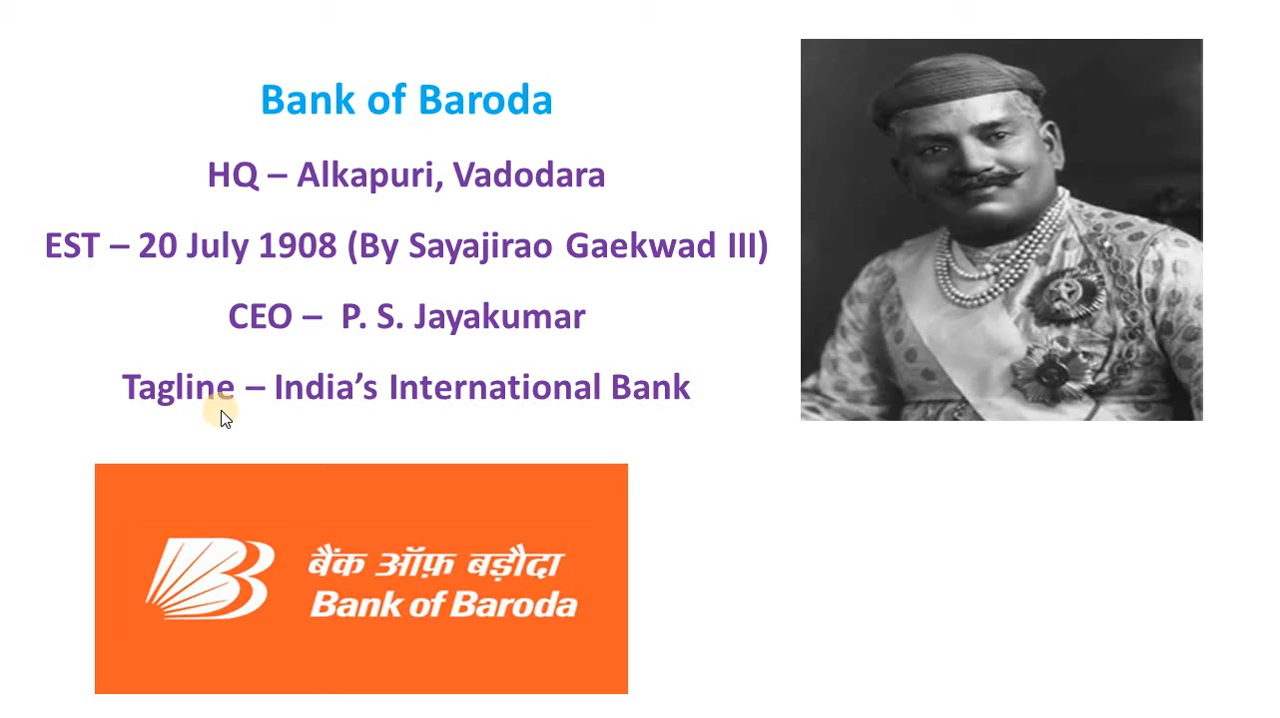 Bank of Baroda
HQ – Alkapuri, Vadodara
EST – 20 July 1908 (By Sayajirao Gaekwad III)
CEO –  P. S. Jayakumar
Tagline – India’s International Bank
बैंक ऑफ़ बड़ौदा
Bank of Baroda